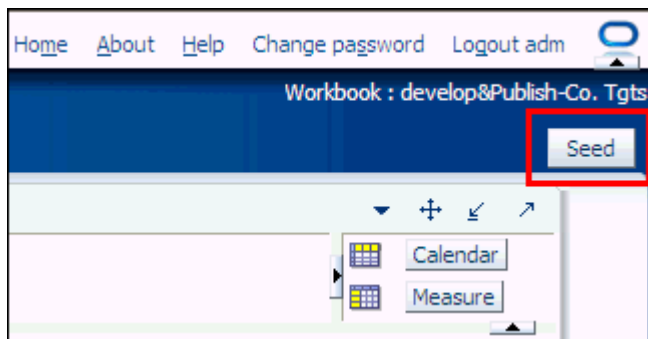 Home About Help Change password Logout adm
Workbook : develop&Publish-Co. Tgts
Seed
Calendar
Measure